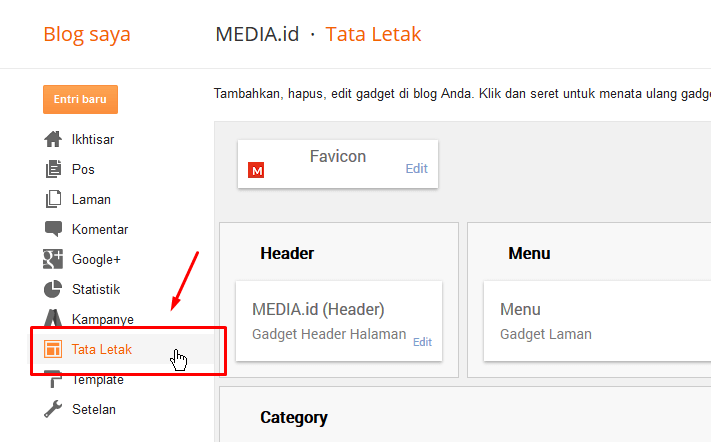 Blog saya
MEDIA.id · Tata Letak
Entri baru
Tambahkan, hapus, edit gadget di blog Anda. Klik dan seret untuk menata ulang gadg
Ikhtisar
Pos
Laman
Komentar
Google+
Statistik
Kampanye
Tata Letak
Template
Setelan
Favicon
M
Edit
Header
MEDIA.id (Header)
Gadget Header Halaman
Edit
Menu
Menu
Gadget Laman
Category